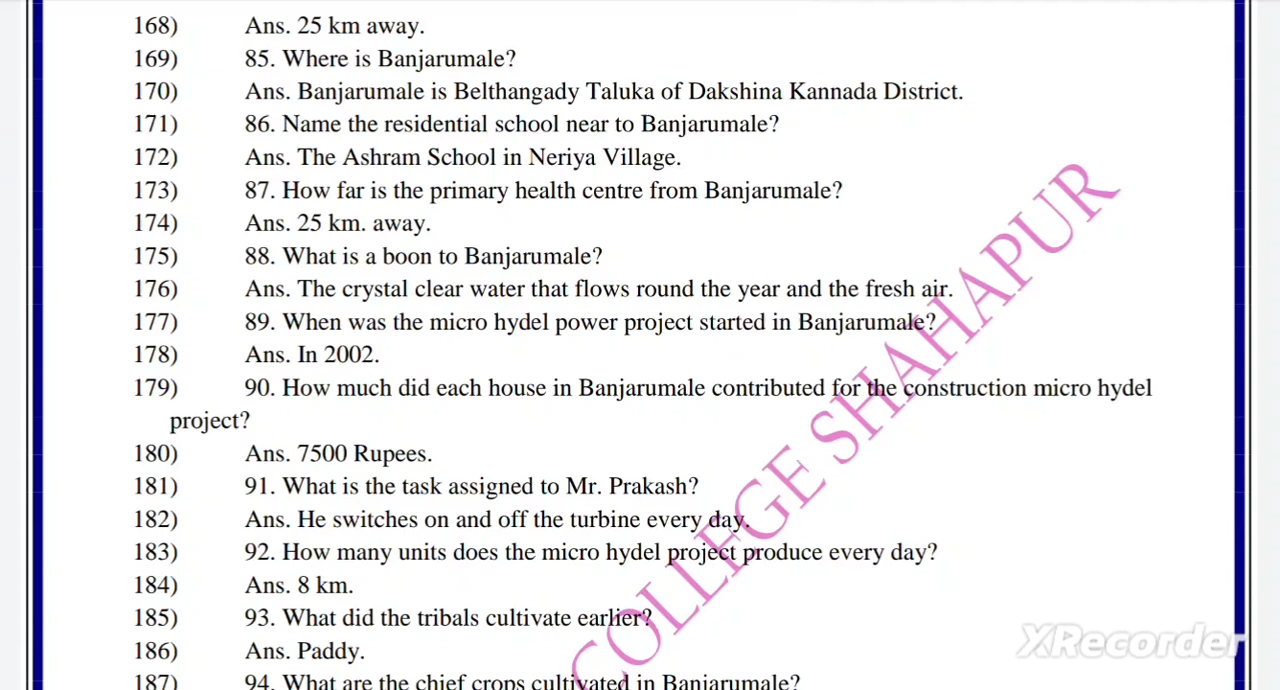 168) Ans. 25 km away.
169) 85. Where is Banjarumale?
170) Ans. Banjarumale is Belthangady Taluka of Dakshina Kannada District.
171) 86. Name the residential school near to Banjarumale?
172) Ans. The Ashram School in Neriya Village.
173) 87. How far is the primary health centre from Banjarumale?
174) Ans. 25 km. away.
175) 88. What is a boon to Banjarumale?
176) Ans. The crystal clear water that flows round the year and the fresh air.
177) 89. When was the micro hydel power project started in Banjarumale?
178) Ans. In 2002.
179) 90. How much did each house in Banjarumale contributed for the construction micro hydel
project?
180) Ans. 7500 Rupees.
181) 91. What is the task assigned to Mr. Prakash?
182) Ans. He switches on and off the turbine every day.
183) 92. How many units does the micro hydel project produce every day?
184) Ans. 8 km.
185) 93. What did the tribals cultivate earlier?
186) Ans. Paddy.
187) 94. What are the chief crops cultivated in Banjarumale?
COLLEGE SHAHAPUR
XRecorder